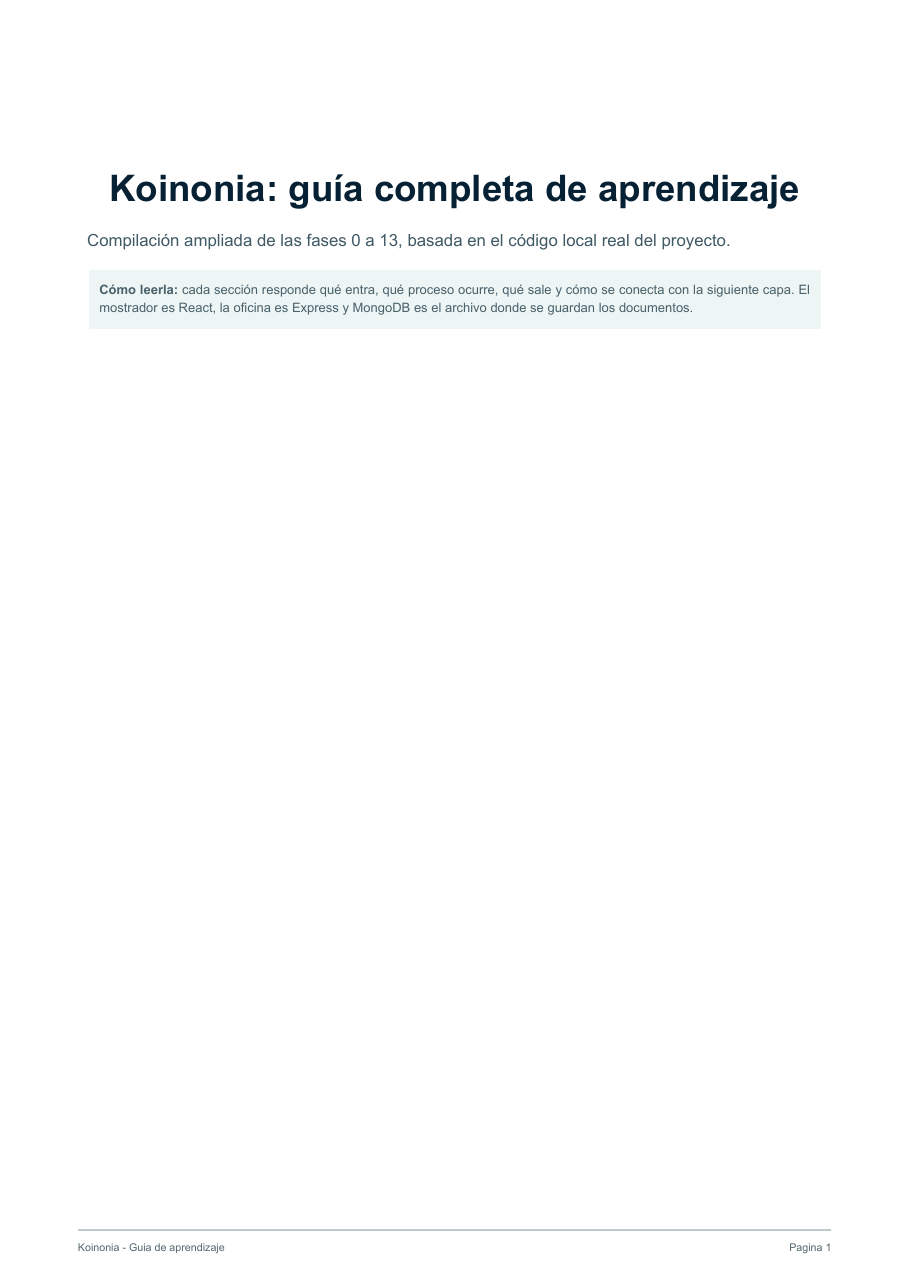 Koinonia: guía completa de aprendizaje
Compilación ampliada de las fases 0 a 13, basada en el código local real del proyecto.
Cómo leerla: cada sección responde qué entra, qué proceso ocurre, qué sale y cómo se conecta con la siguiente capa. El
mostrador es React, la oficina es Express y MongoDB es el archivo donde se guardan los documentos.
Koinonia - Guia de aprendizaje
Pagina 1